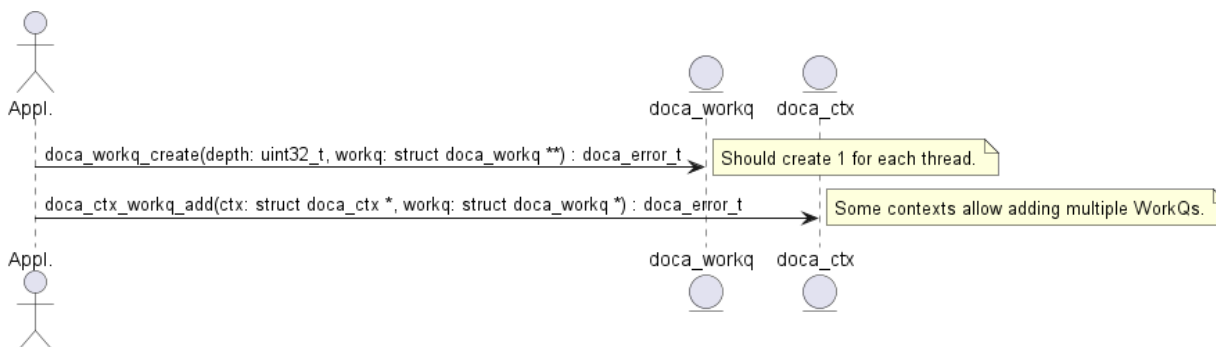 Appl.
doca_workq
doca_ctx
doca_workq_create(depth: uint32_t, workq: struct doca_workq **) : doca_error_t
Should create 1 for each thread.
doca_ctx_workq_add(ctx: struct doca_ctx *, workq: struct doca_workq *) : doca_error_t
Some contexts allow adding multiple WorkQs.
Appl.
doca_workq
doca_ctx